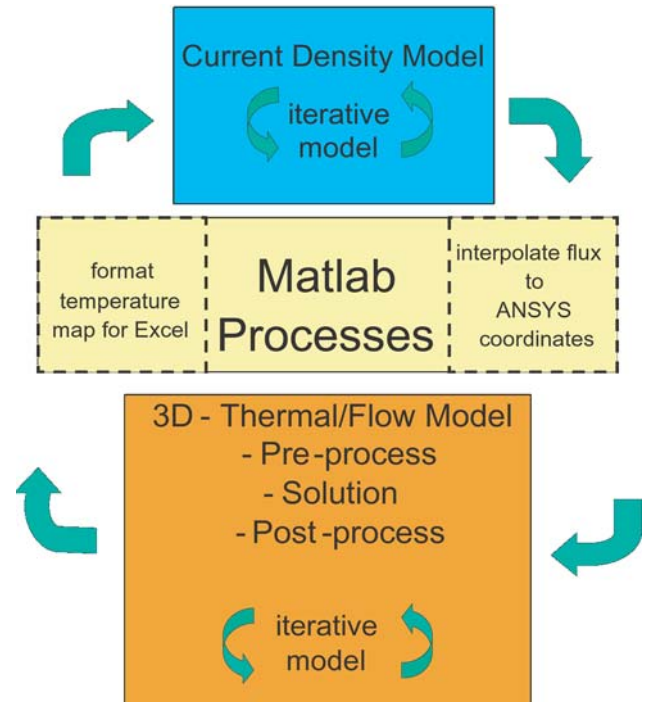 Current Density Model
iterative
model
format
temperature
map for Excel
Matlab
Processes
interpolate flux
to
ANSYS
coordinates
3D - Thermal/Flow Model
- Pre-process
- Solution
- Post-process
iterative
model